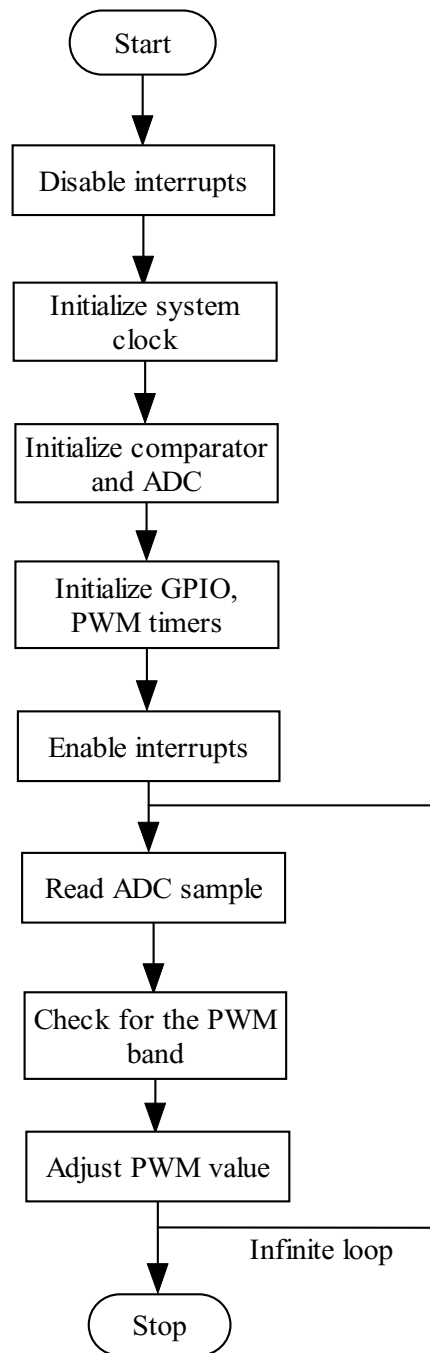 Start
Disable interrupts
Initialize system
clock
Initialize comparator
and ADC
Initialize GPIO,
PWM timers
Enable interrupts
Read ADC sample
Check for the PWM
band
Adjust PWM value
Infinite loop
Stop